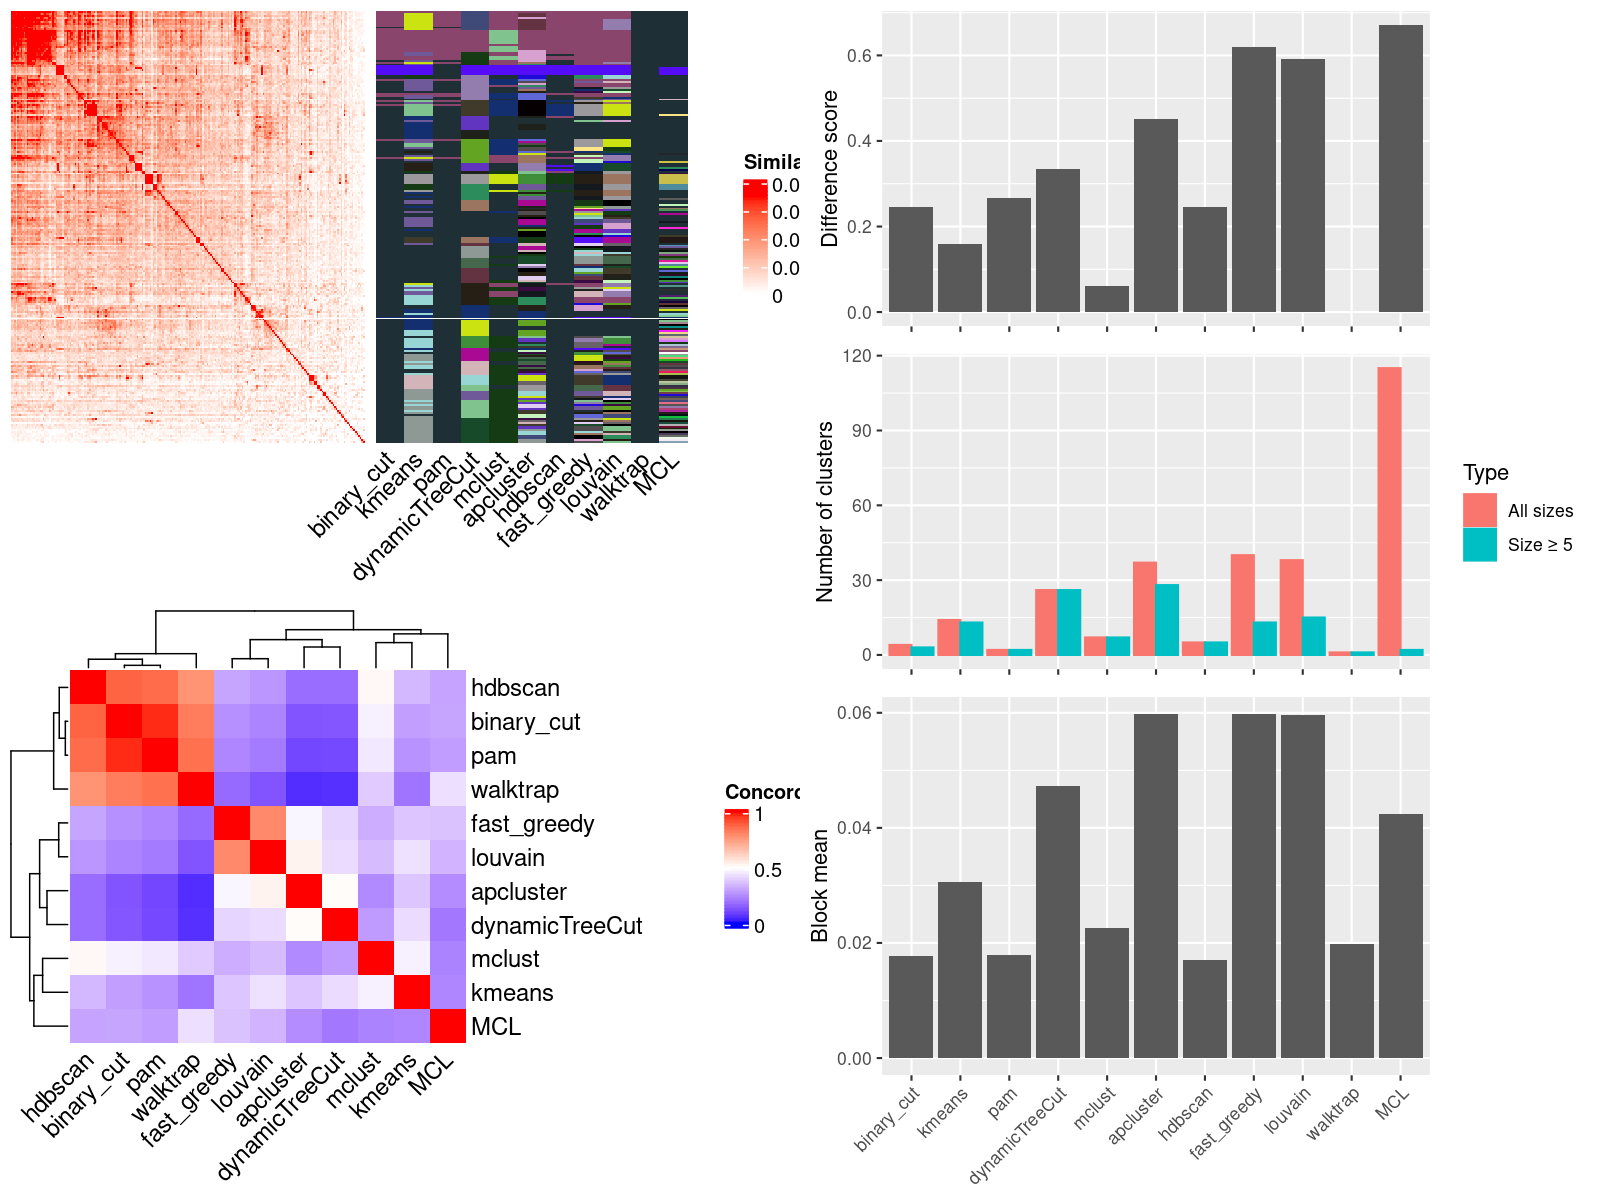 Simila
0.0
0.0
0.0
0.0
0
binary_cut
kmeans
pam
dynamicTreeCut
mclust
apcluster
hdbscan
fast_greedy
louvain
walktrap
MCL
hdbscan
binary_cut
pam
walktrap
fast_greedy
louvain
apcluster
dynamicTreeCut
mclust
kmeans
MCL
hdbscan
binary_cut
pam
walktrap
fast_greedy
louvain
apcluster
dynamicTreeCut
mclust
kmeans
MCL
Concord
1
0.5
0
Difference score
0.6
0.4
0.2
0.0
Number of clusters
120
90
60
30
0
Type
All sizes
Size ≥ 5
Block mean
0.06
0.04
0.02
0.00
binary_cut
kmeans
pam
dynamicTreeCut
mclust
apcluster
hdbscan
fast_greedy
louvain
walktrap
MCL